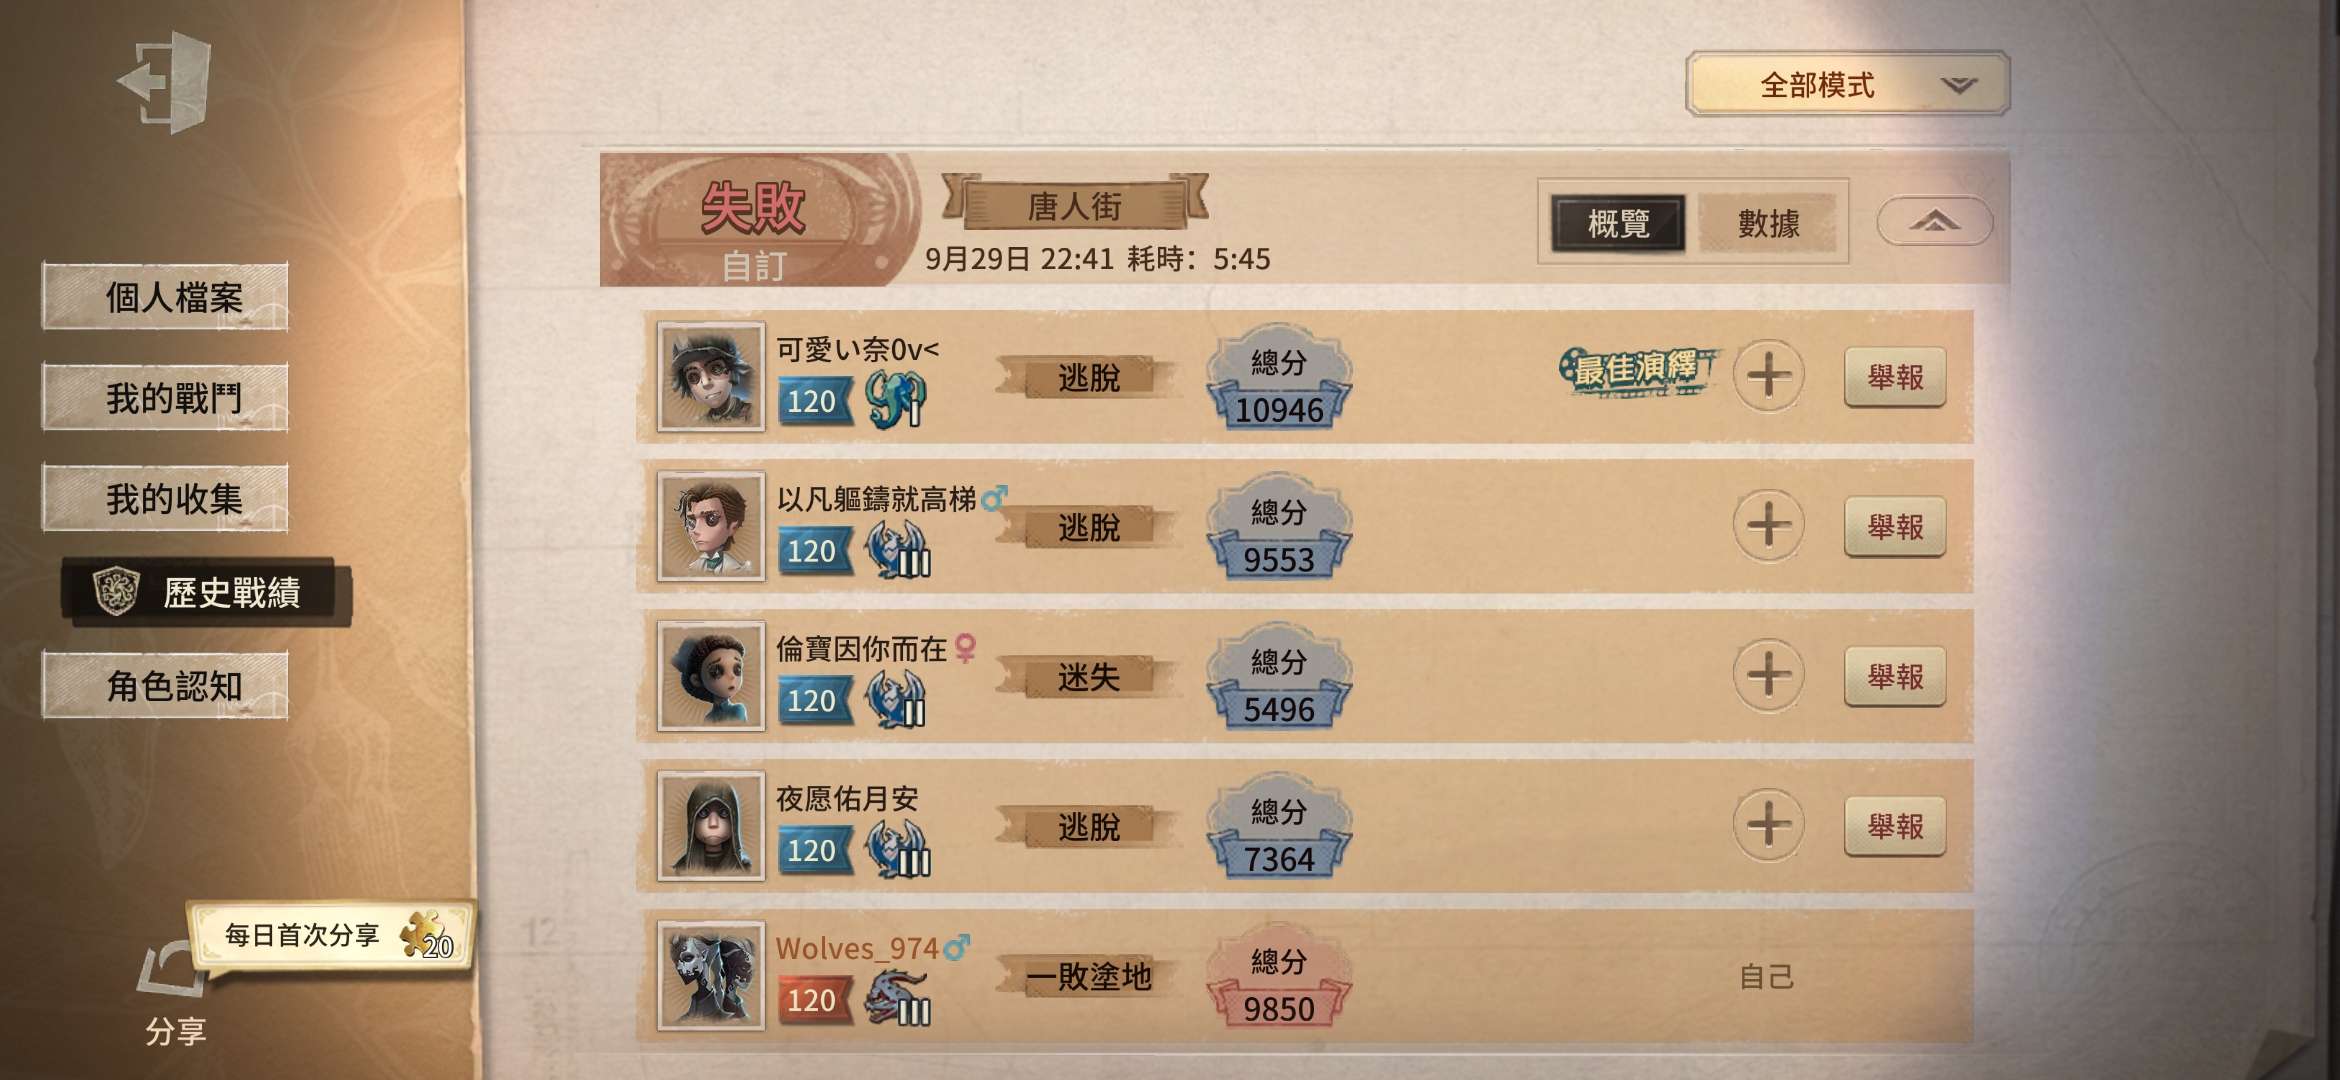 全部模式
失敗
自訂
唐人街
9月29日 22:41 耗時：5:45
概覽
數據
個人檔案
我的戰鬥
我的收集
歷史戰績
角色認知
每日首次分享
20
分享
可愛い奈0v<
120
I
逃脫
總分
10946
最佳演繹
舉報
以凡軀鑄就高梯♂
120
III
逃脫
總分
9553
舉報
倫寶因你而在♀
120
II
迷失
總分
5496
舉報
夜愿佑月安
120
III
逃脫
總分
7364
舉報
Wolves_974♂
120
III
一敗塗地
總分
9850
自己